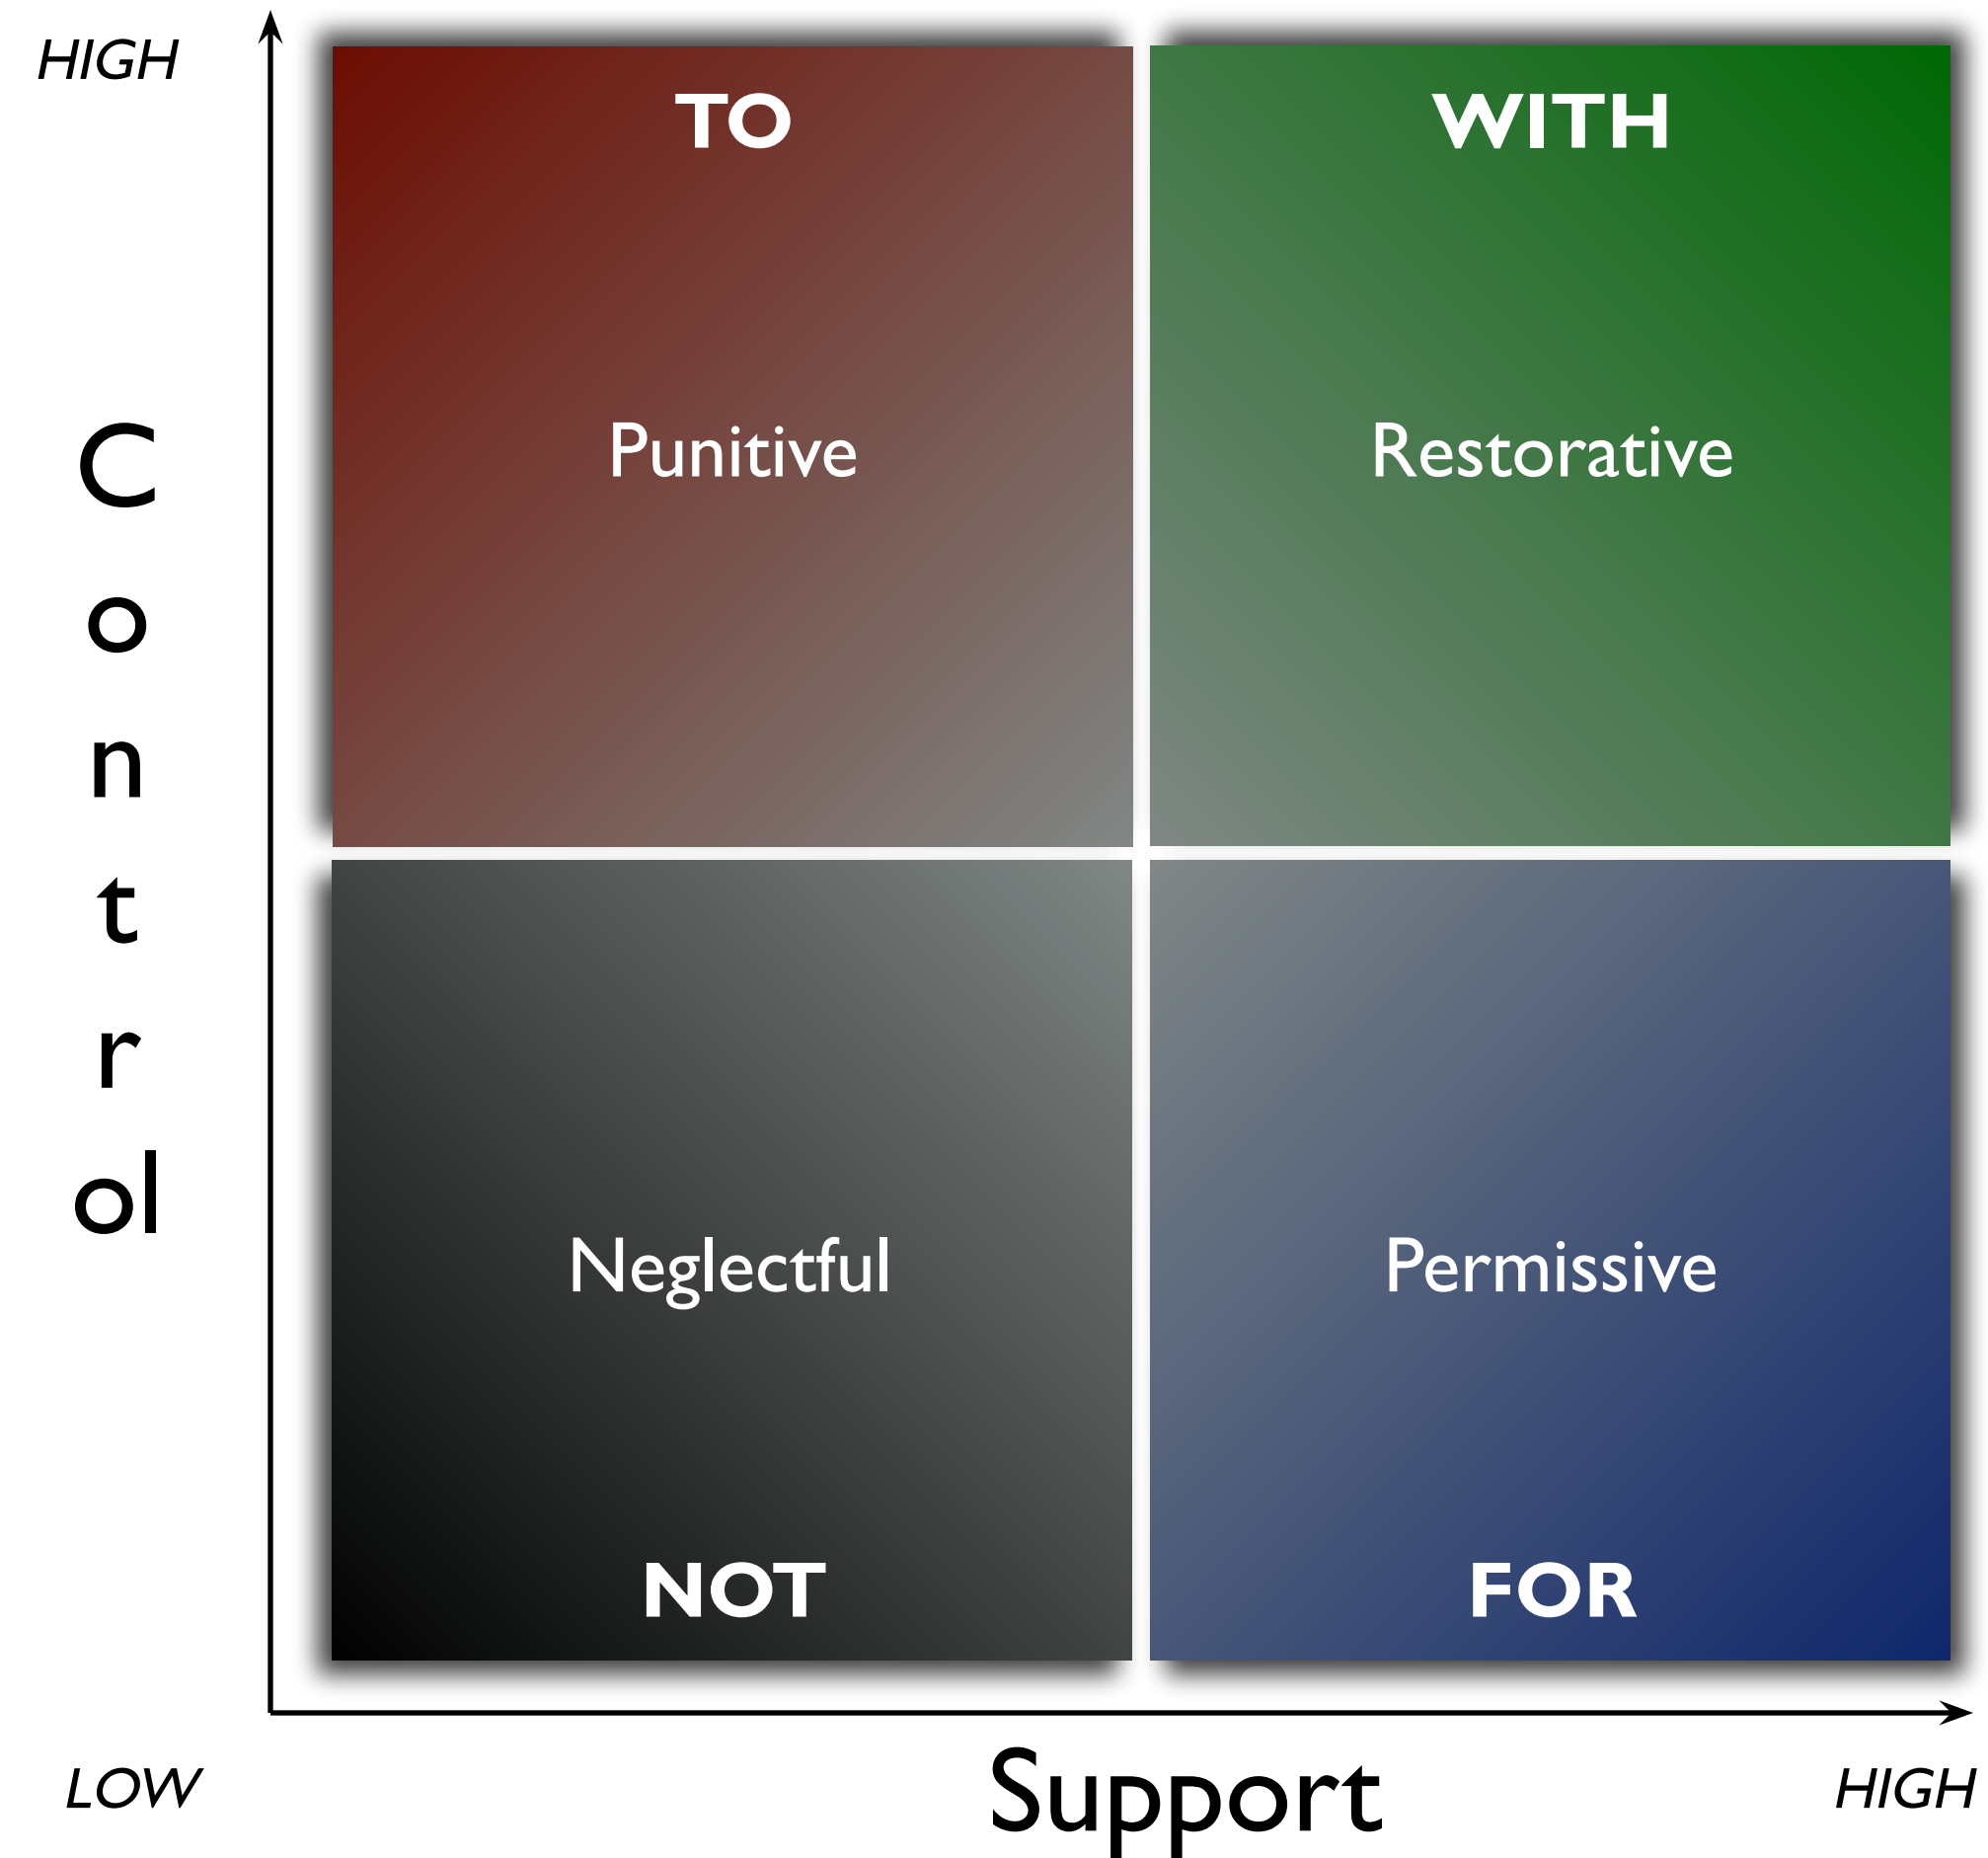 HIGH
TO
WITH
Punitive
Restorative
C
o
n
t
r
ol
Neglectful
Permissive
NOT
FOR
LOW
Support
HIGH